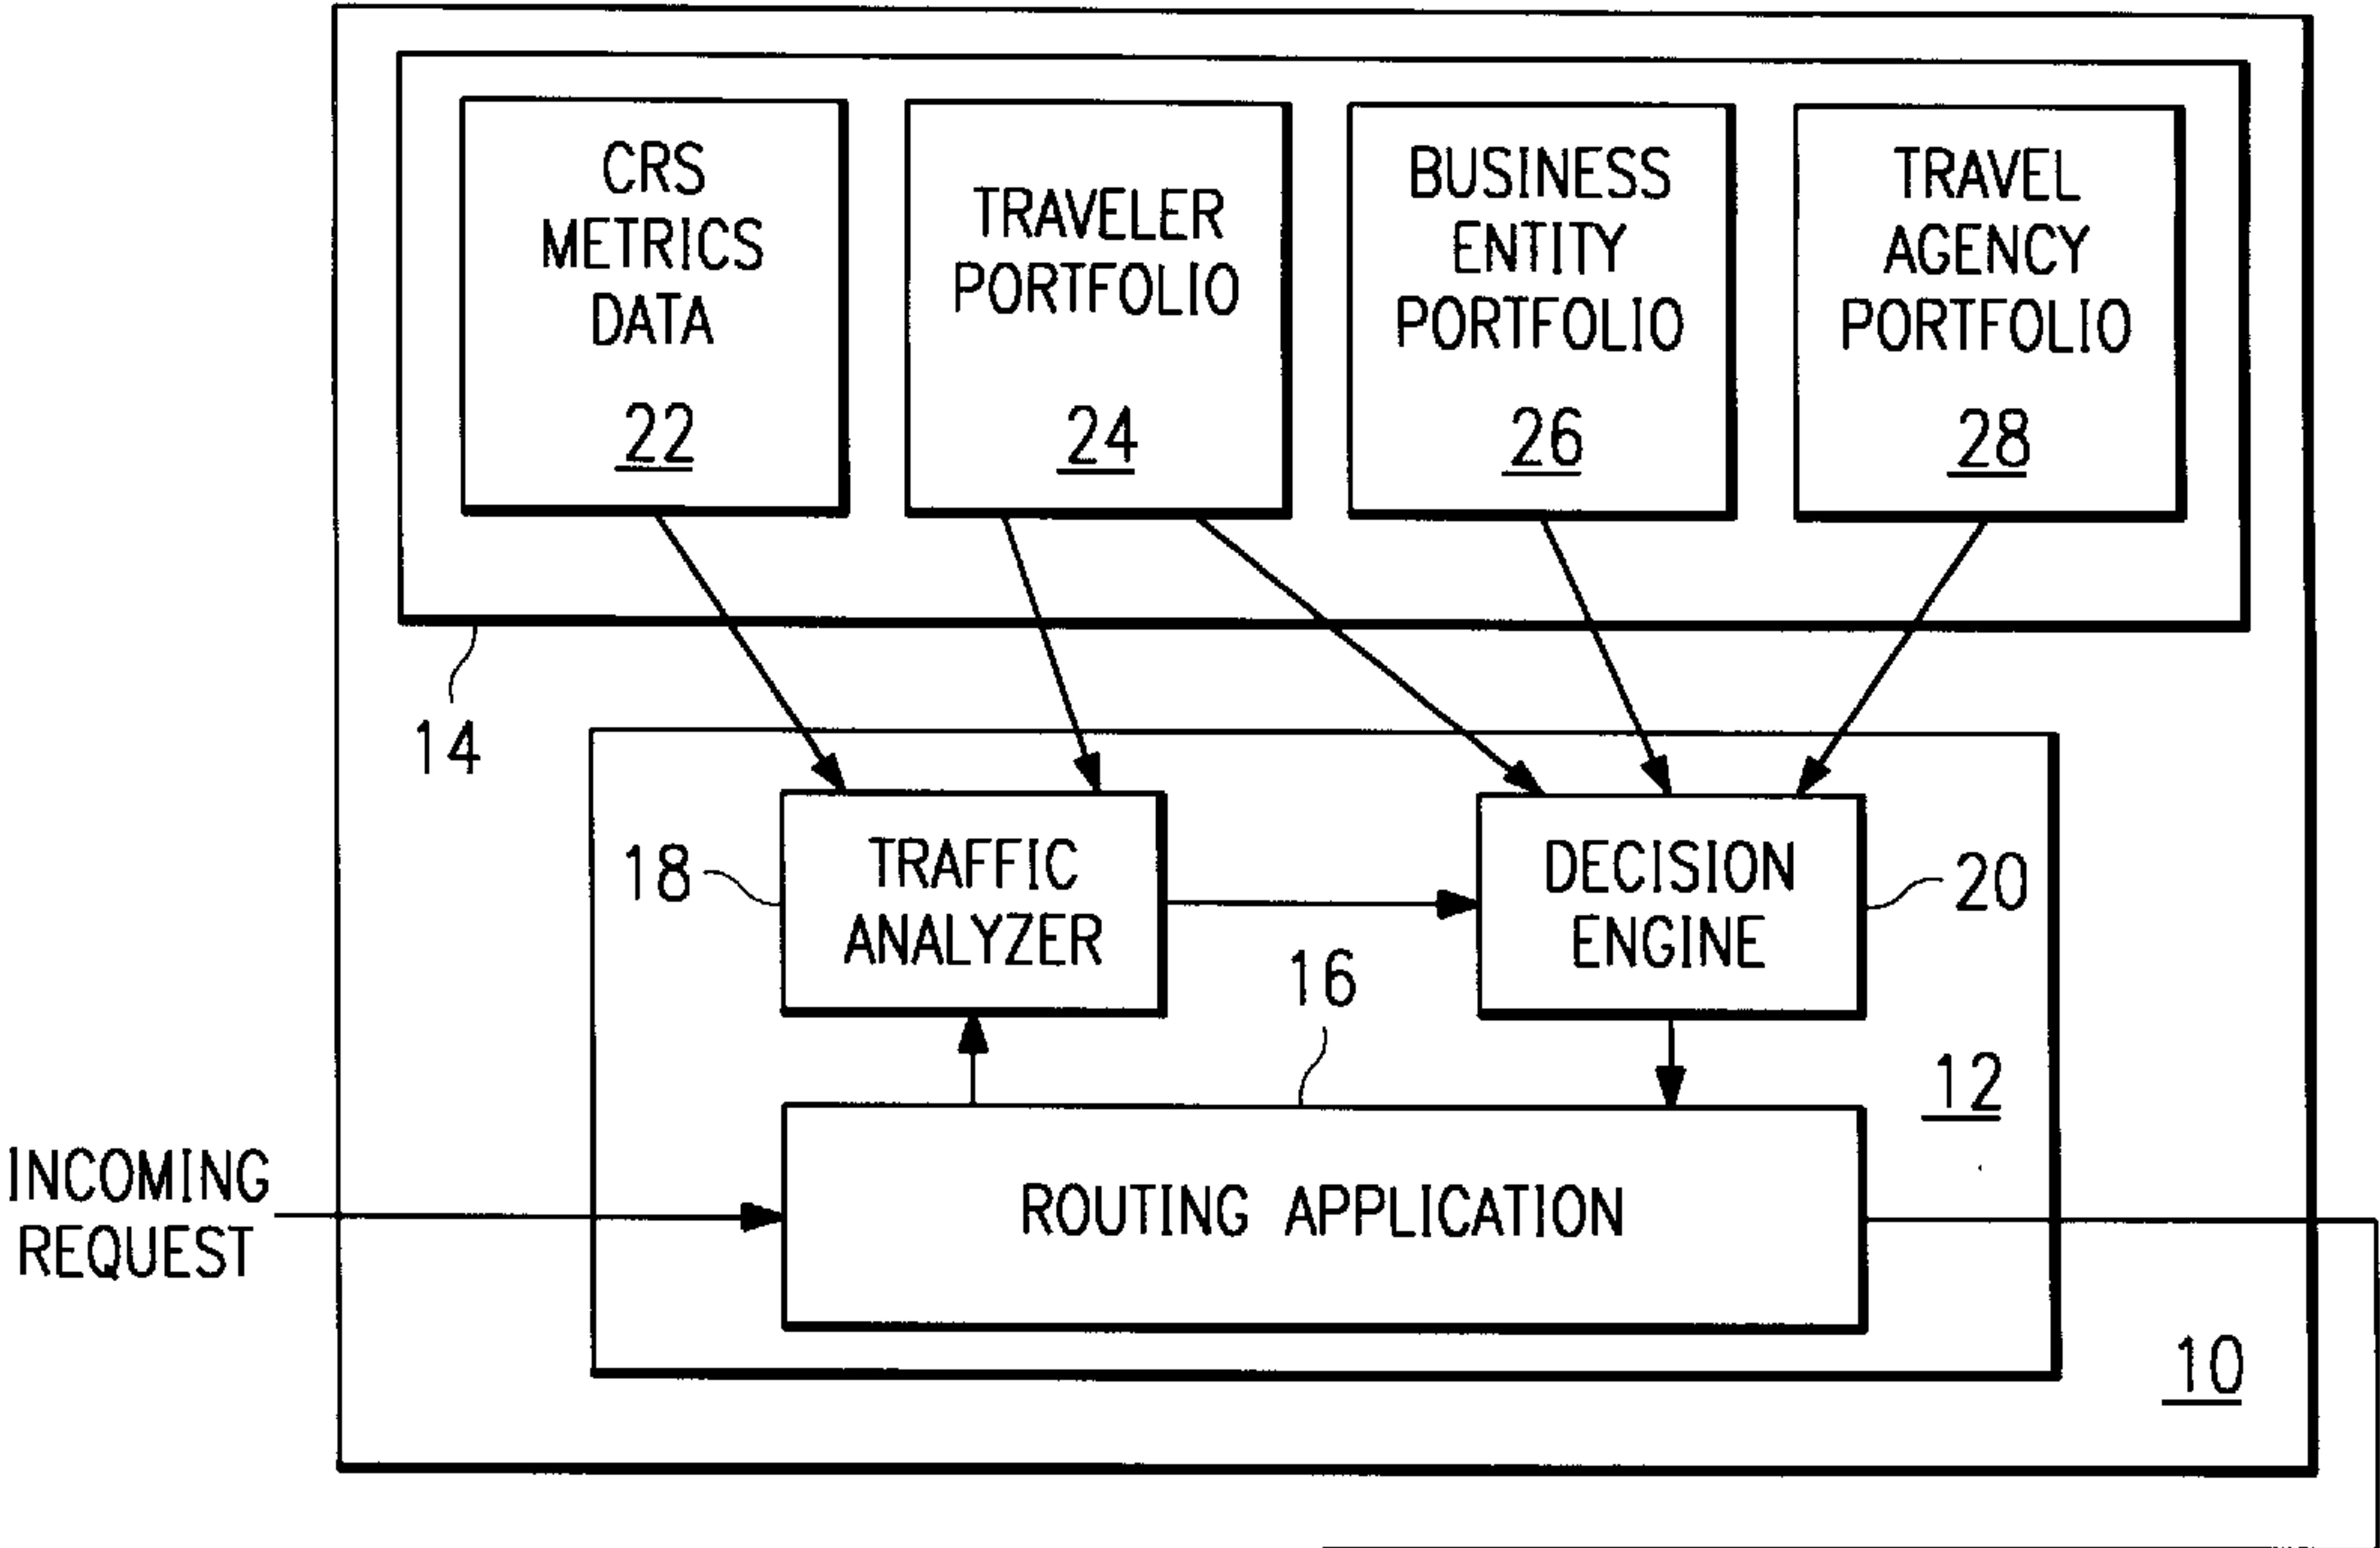 CRS
METRICS
DATA
22
TRAVELER
PORTFOLIO
24
BUSINESS
ENTITY
PORTFOLIO
26
TRAVEL
AGENCY
PORTFOLIO
28
14
18
TRAFFIC
ANALYZER
DECISION
ENGINE
20
16
12
INCOMING
REQUEST
ROUTING APPLICATION
10